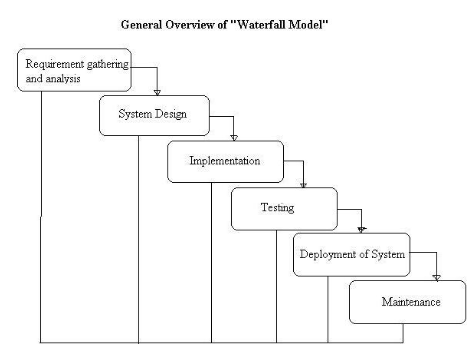 General Overview of "Waterfall Model"
Requirement gathering
and analysis
System Design
Implementation
Testing
Deployment of System
Maintenance